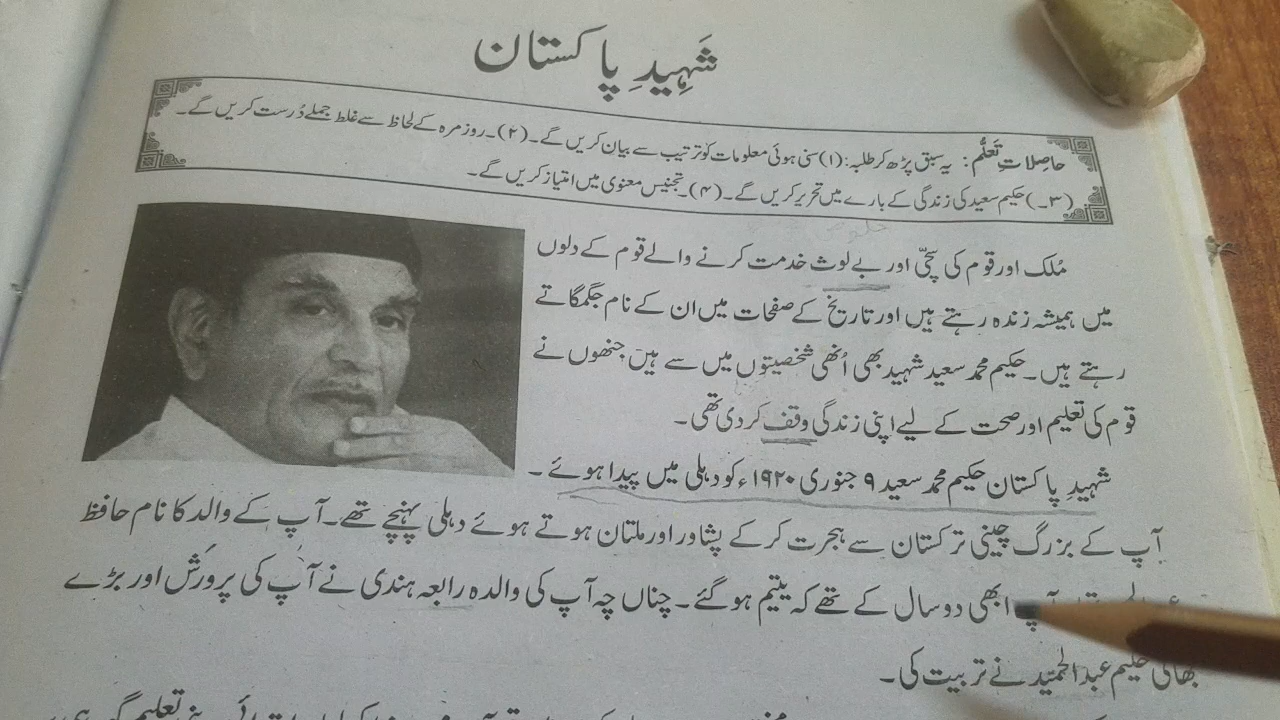 شَہِیدِ پاکستان
حاصلاتِ تَعَلُّم: یہ سبق پڑھ کر طلبہ: (۱) سنی ہوئی معلومات کو ترتیب سے بیان کریں گے۔ (۲)۔ روزمرہ کے لحاظ سے غلط جملے دُرست کریں گے۔
(۳۔) حکیم سعید کی زندگی کے بارے میں تحریر کریں گے۔ (۴)۔ تجنیس معنوی میں امتیاز کریں گے۔
مُلک اور قوم کی سچّی اور بے لوث خدمت کرنے والے قوم کے دلوں
میں ہمیشہ زندہ رہتے ہیں اور تاریخ کے صفحات میں ان کے نام جگمگاتے
رہتے ہیں۔ حکیم محمد سعید شہید بھی اُنھی شخصیتوں میں سے ہیں جنھوں نے
قوم کی تعلیم اور صحت کے لیے اپنی زندگی وقف کر دی تھی۔
شہیدِ پاکستان حکیم محمد سعید ۹ جنوری ۱۹۲۰ء کو دہلی میں پیدا ہوئے۔
آپ کے بزرگ چینی ترکستان سے ہجرت کر کے پشاور اور ملتان ہوتے ہوئے دہلی پہنچے تھے۔ آپ کے والد کا نام حافظ
آپ ابھی دو سال کے تھے کہ یتیم ہو گئے۔ چناں چہ آپ کی والدہ رابعہ ہندی نے آپ کی پرورش اور بڑے
بھائی حکیم عبدالحمید نے تربیت کی۔